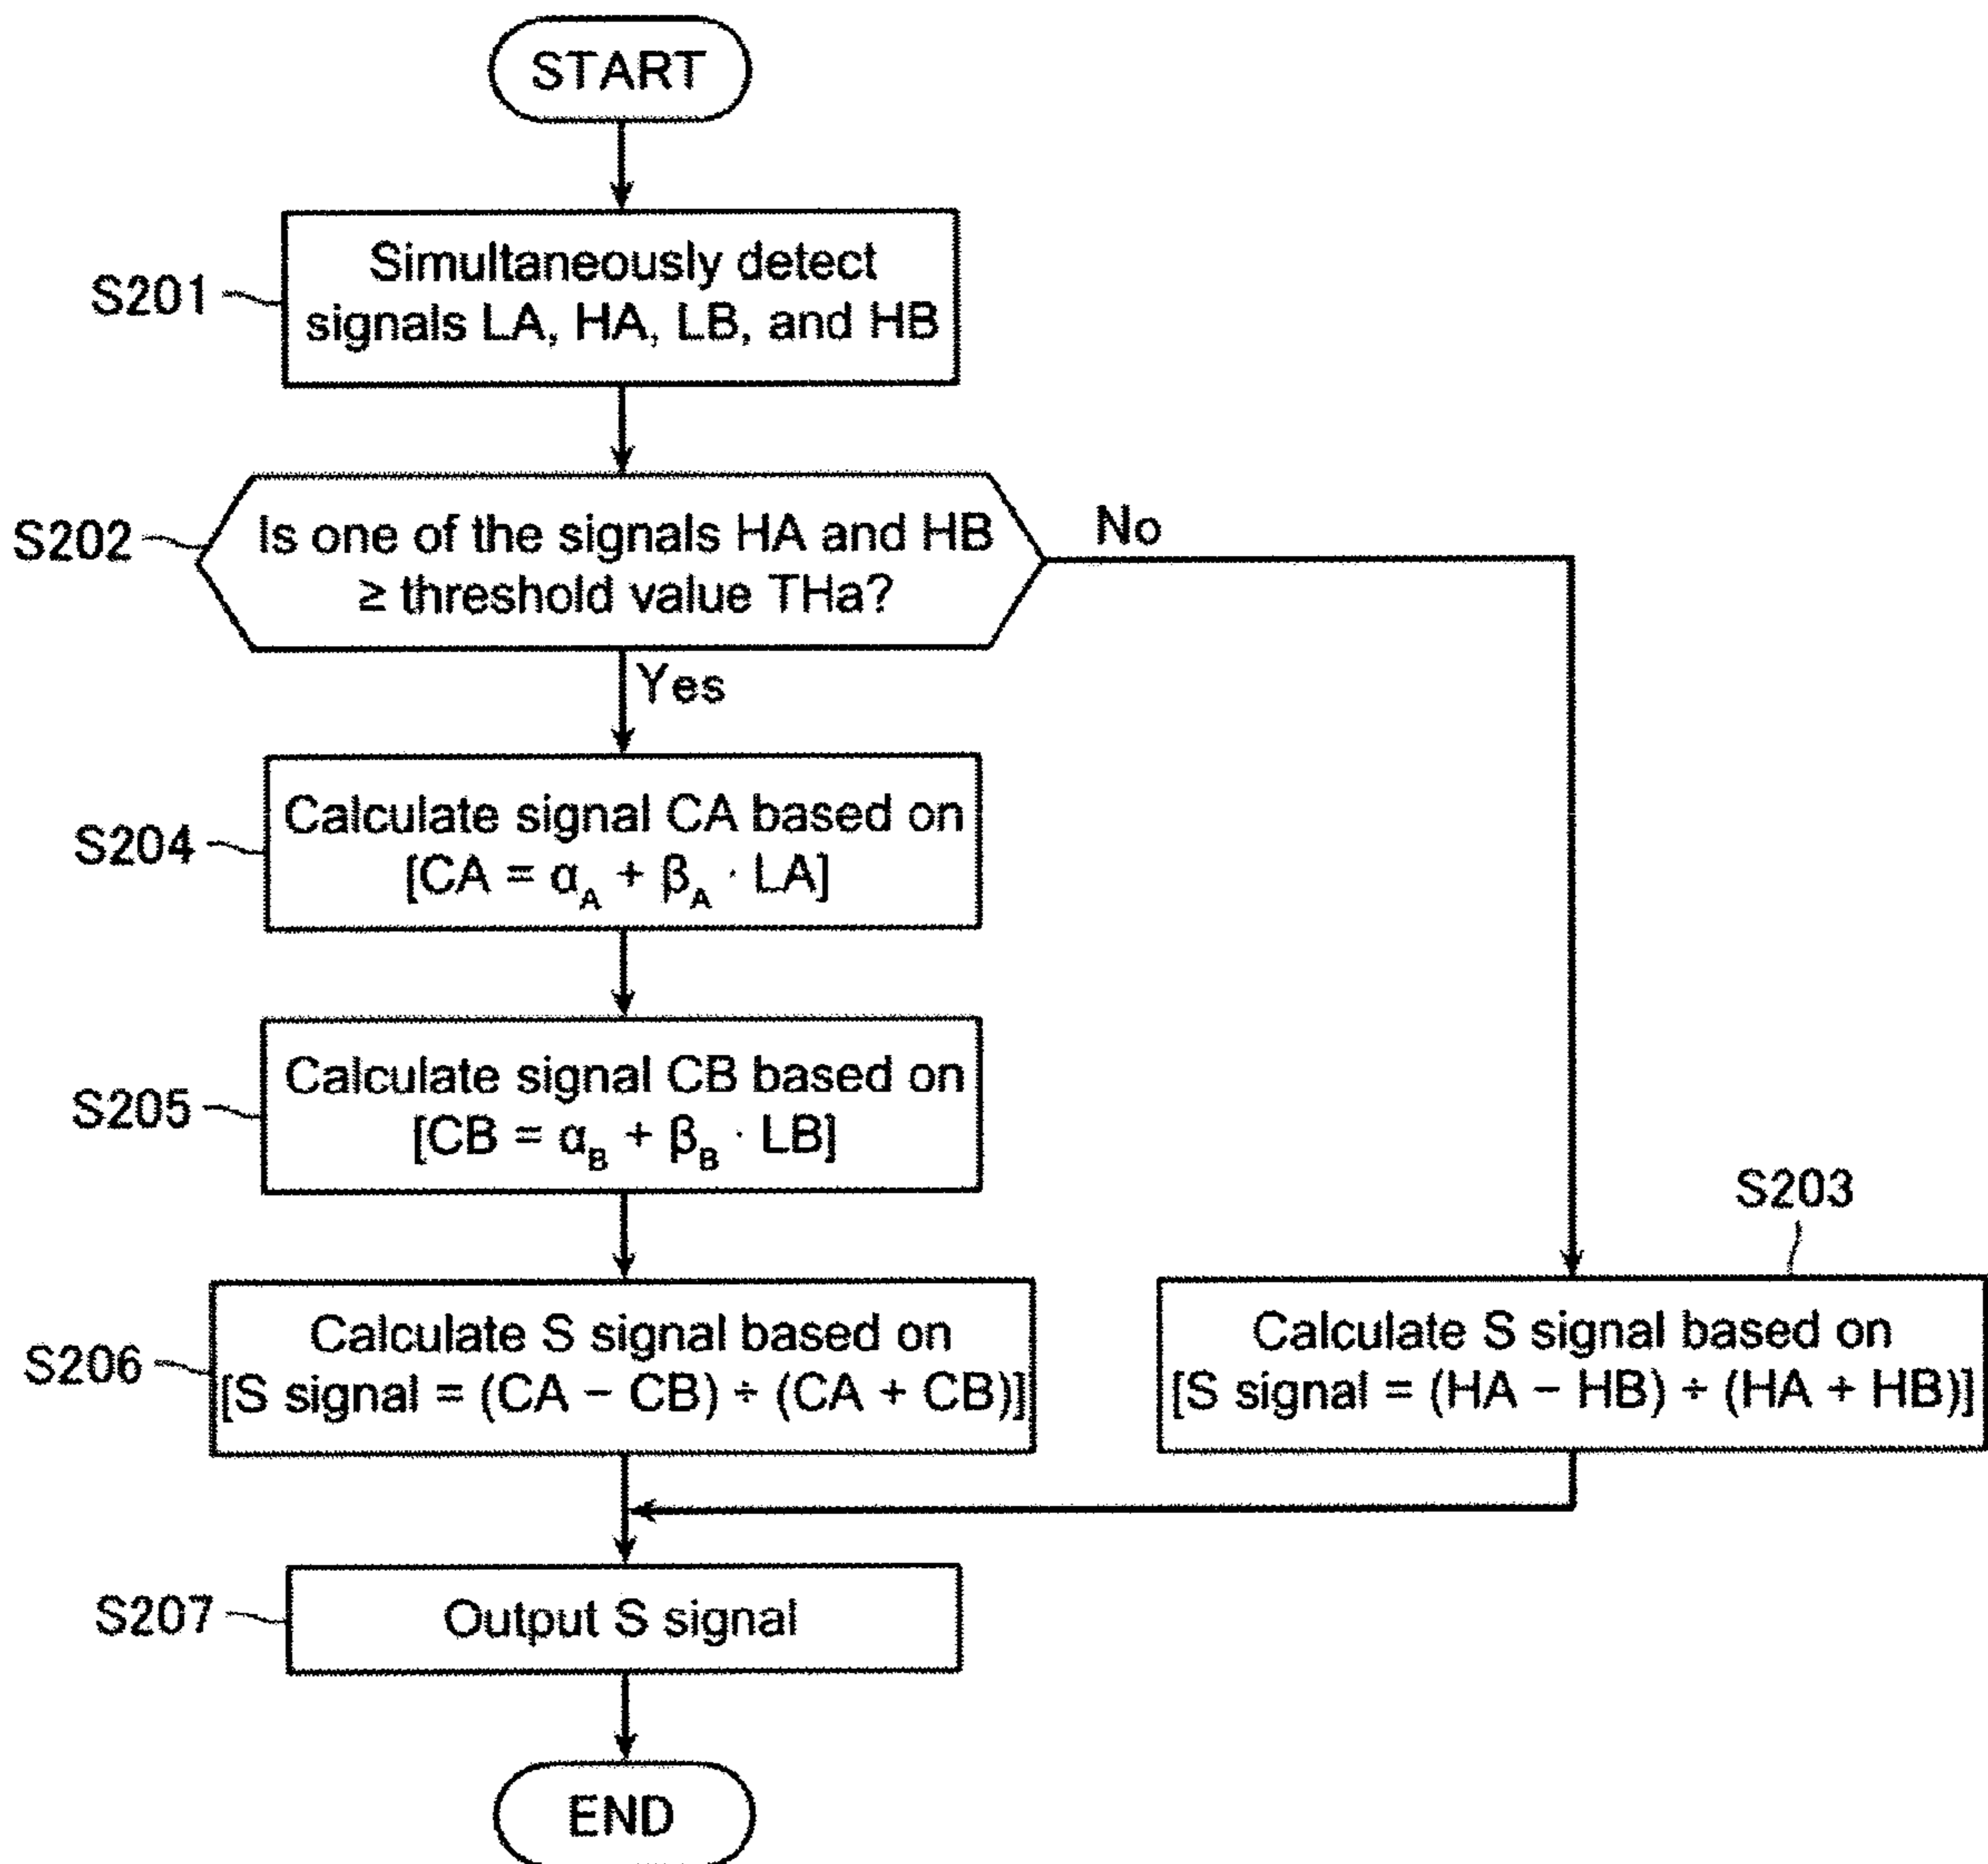 START
S201
Simultaneously detect
signals LA, HA, LB, and HB
S202
Is one of the signals HA and HB
≥ threshold value THa?
No
Yes
S204
Calculate signal CA based on
[CA = α_A + β_A · LA]
S205
Calculate signal CB based on
[CB = α_B + β_B · LB]
S203
S206
Calculate S signal based on
[S signal = (CA − CB) ÷ (CA + CB)]
Calculate S signal based on
[S signal = (HA − HB) ÷ (HA + HB)]
S207
Output S signal
END